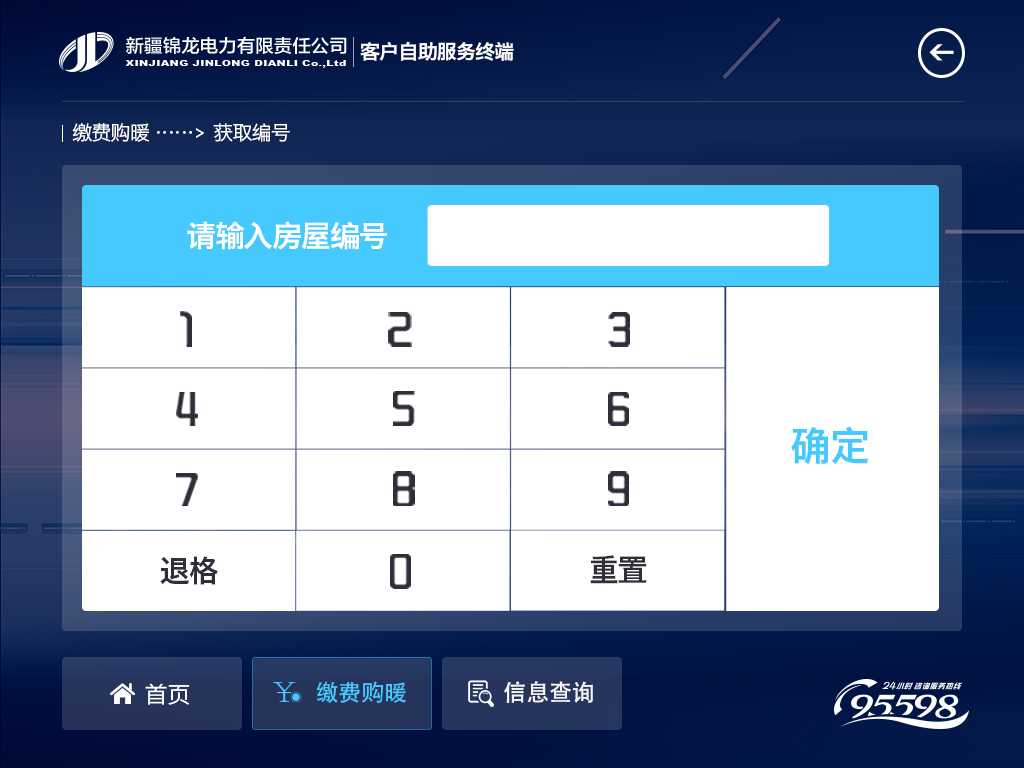 新疆锦龙电力有限责任公司
XINJIANG JINLONG DIANLI Co.,Ltd
客户自助服务终端
缴费购暖 ······> 获取编号
请输入房屋编号
1 2 3
4 5 6
确定
7 8 9
退格 0 重置
首页 缴费购暖 信息查询
24小时 咨询服务热线
95598